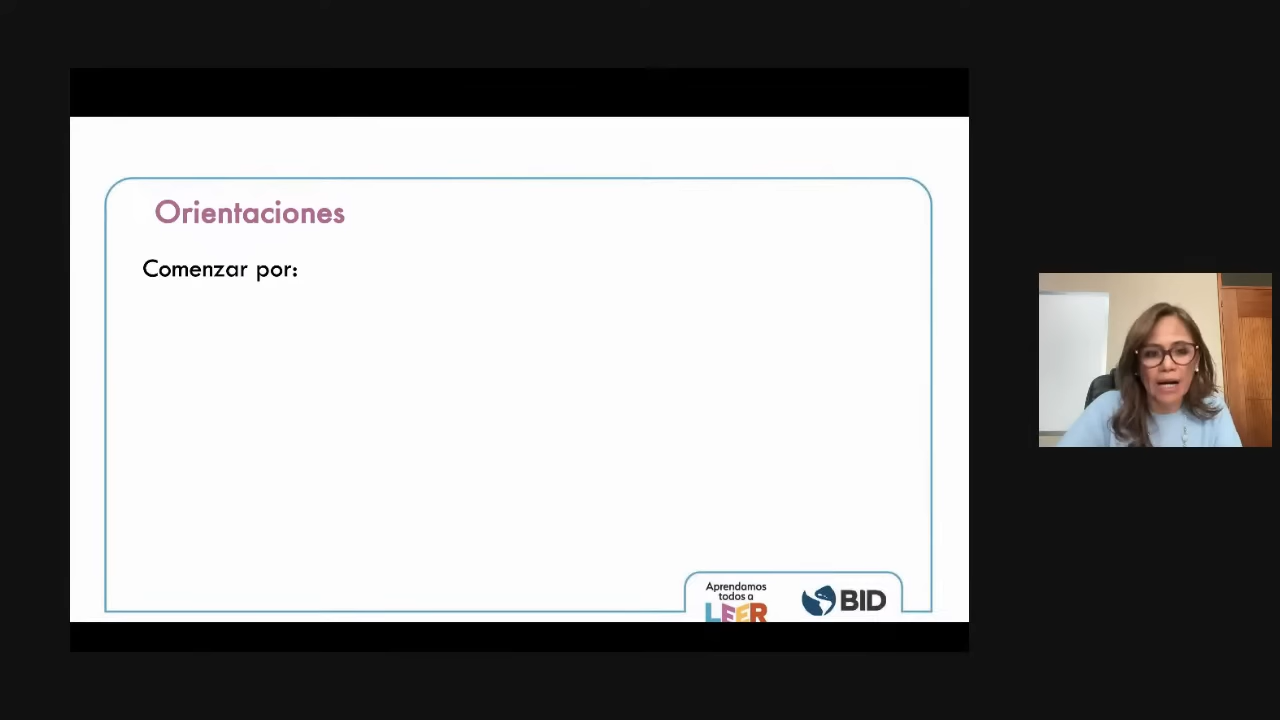 Orientaciones
Comenzar por:
Aprendamos
todos a
LEER
BID